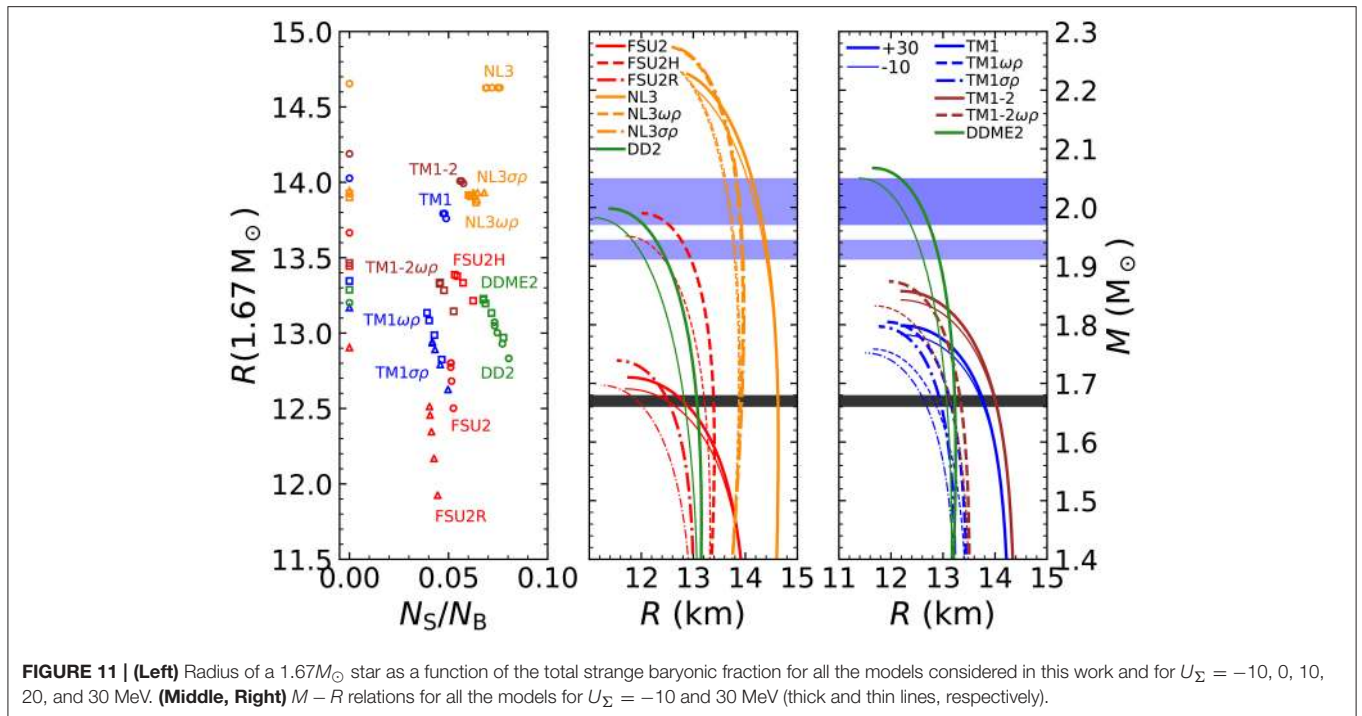 15.0
14.5
14.0
13.5
13.0
12.5
12.0
11.5
R(1.67 M⊙)
0.00
0.05
0.10
N_S/N_B
NL3
TM1-2
NL3σρ
TM1
NL3ωρ
FSU2H
TM1-2ωρ
DDME2
TM1ωρ
TM1σρ
DD2
FSU2
FSU2R
FSU2
FSU2H
FSU2R
NL3
NL3ωρ
NL3σρ
DD2
12
13
14
15
R (km)
+30
-10
TM1
TM1ωρ
TM1σρ
TM1-2
TM1-2ωρ
DDME2
11
12
13
14
15
R (km)
2.3
2.2
2.1
2.0
1.9
1.8
1.7
1.6
1.5
1.4
M (M⊙)
FIGURE 11 | (Left) Radius of a 1.67M⊙ star as a function of the total strange baryonic fraction for all the models considered in this work and for U_Σ = −10, 0, 10,
20, and 30 MeV. (Middle, Right) M − R relations for all the models for U_Σ = −10 and 30 MeV (thick and thin lines, respectively).